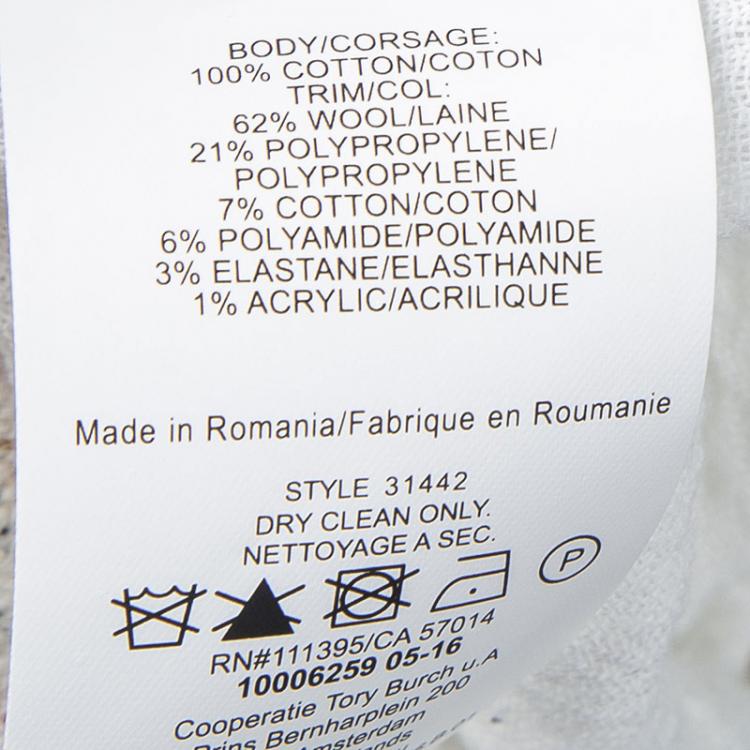 BODY/CORSAGE:
100% COTTON/COTON
TRIM/COL:
62% WOOL/LAINE
21% POLYPROPYLENE/
POLYPROPYLENE
7% COTTON/COTON
6% POLYAMIDE/POLYAMIDE
3% ELASTANE/ELASTHANNE
1% ACRYLIC/ACRILIQUE
Made in Romania/Fabrique en Roumanie
STYLE 31442
DRY CLEAN ONLY.
NETTOYAGE A SEC.
P
RN#111395/CA 57014
10006259 05-16
Cooperatie Tory Burch u.A
Prins Bernharplein 200
Amsterdam